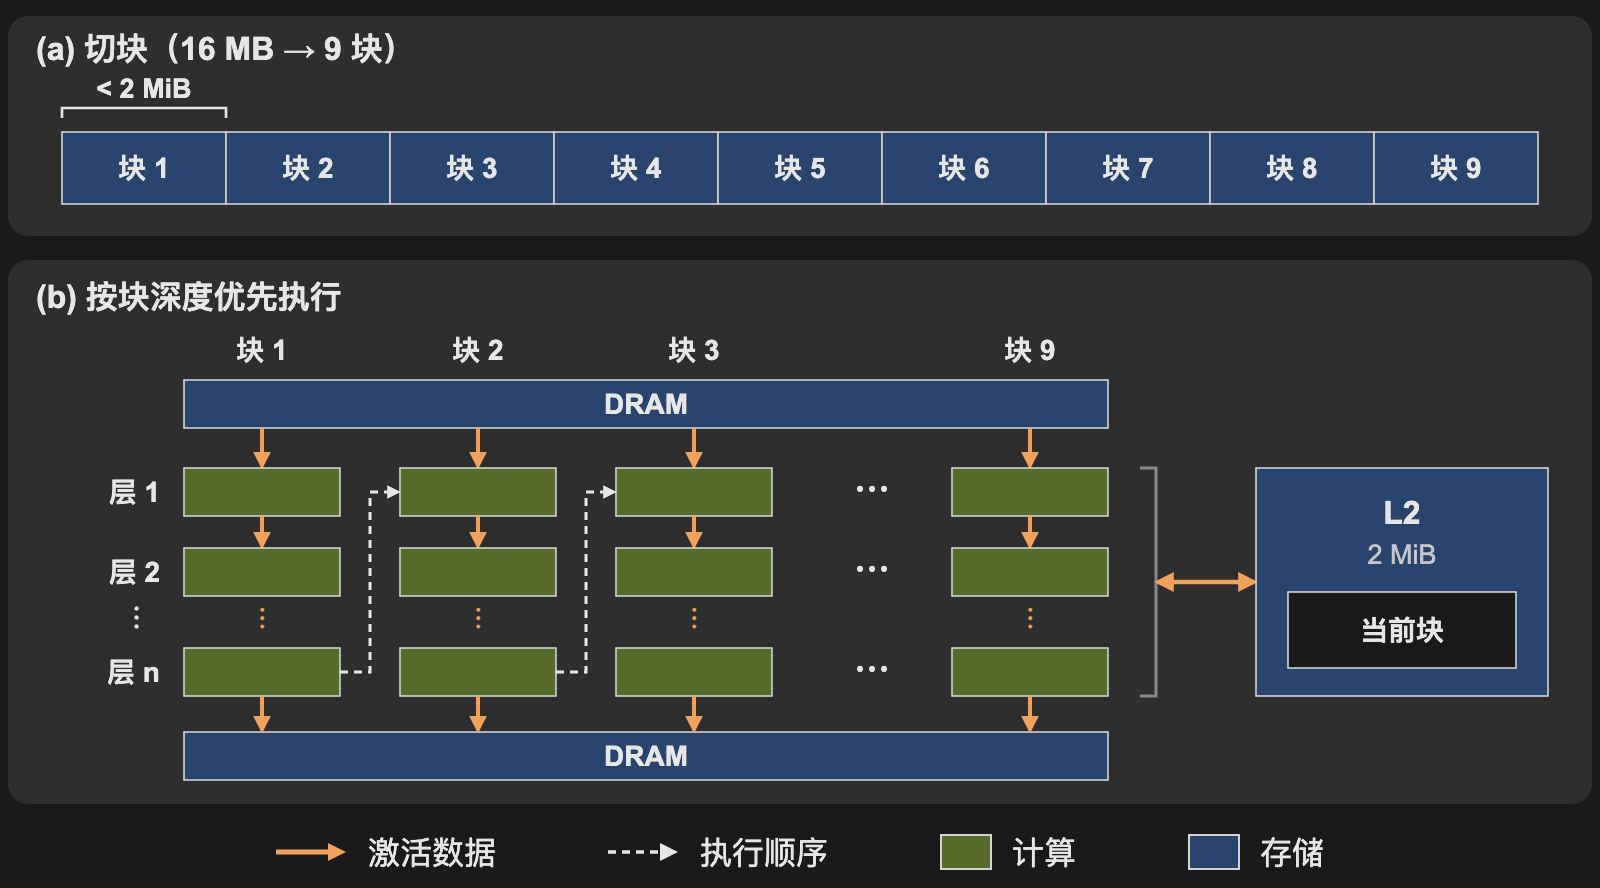 (a) 切块（16 MB → 9 块）
< 2 MiB
块 1
块 2
块 3
块 4
块 5
块 6
块 7
块 8
块 9
(b) 按块深度优先执行
块 1
块 2
块 3
块 9
DRAM
层 1
...
层 2
...
⋮
⋮
⋮
⋮
⋮
层 n
...
DRAM
L2
2 MiB
当前块
激活数据
执行顺序
计算
存储